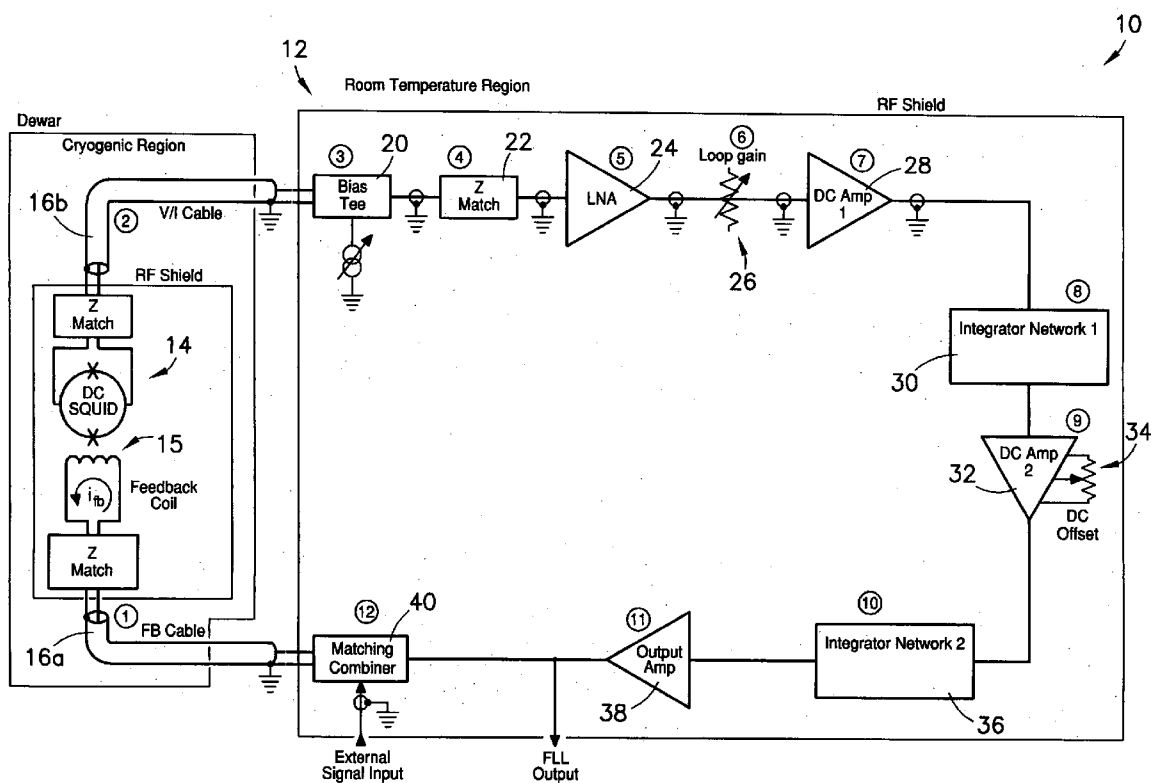 10
12
Room Temperature Region
RF Shield
Dewar
Cryogenic Region
16b
2
V/I Cable
3
20
Bias
Tee
4
22
Z
Match
5
24
LNA
6
Loop gain
26
7
28
DC Amp
1
RF Shield
Z
Match
14
DC
SQUID
15
ifb
Feedback
Coil
Z
Match
8
Integrator Network 1
30
9
DC Amp
2
32
34
DC
Offset
1
FB Cable
16a
12
40
Matching
Combiner
11
Output
Amp
38
10
Integrator Network 2
36
External
Signal Input
FLL
Output